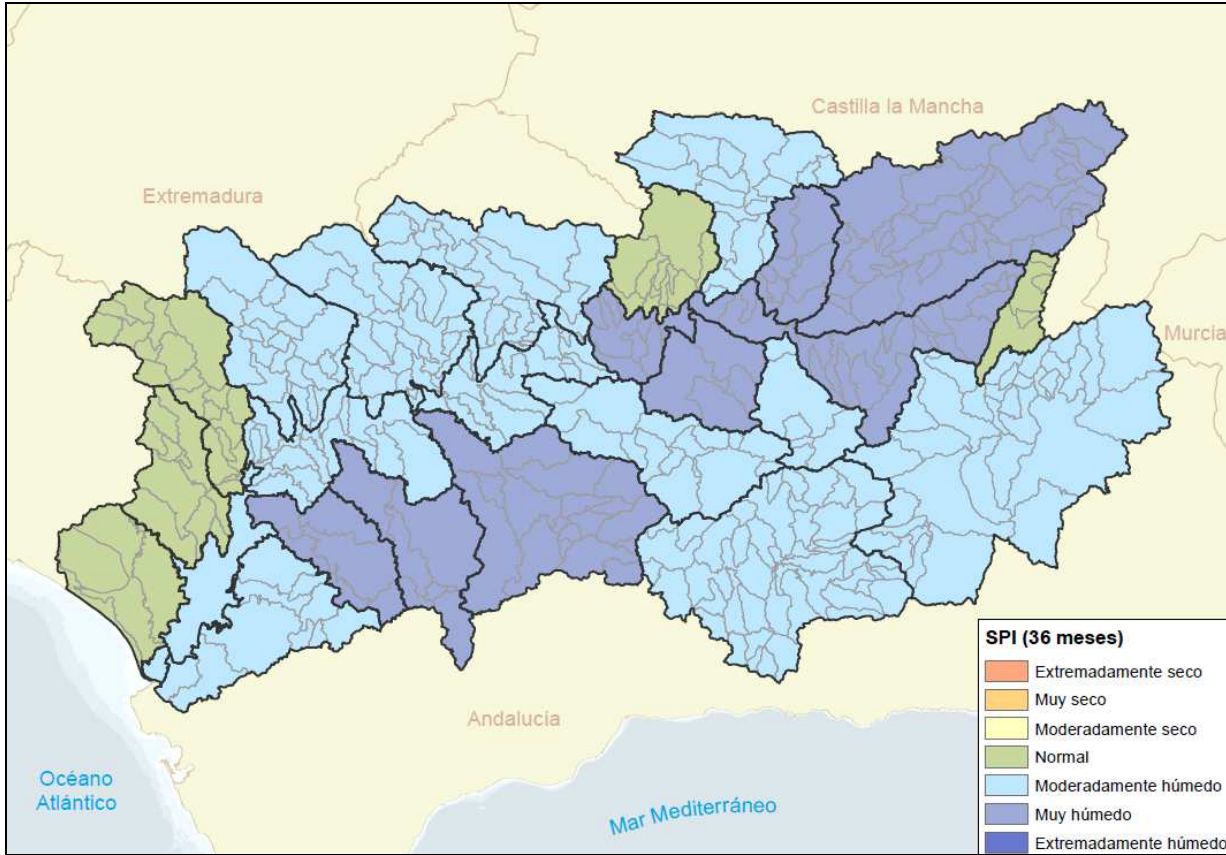 Castilla la Mancha
Extremadura
Murcia
Andalucía
Océano
Atlántico
Mar Mediterráneo
SPI (36 meses)
Extremadamente seco
Muy seco
Moderadamente seco
Normal
Moderadamente húmedo
Muy húmedo
Extremadamente húmedo